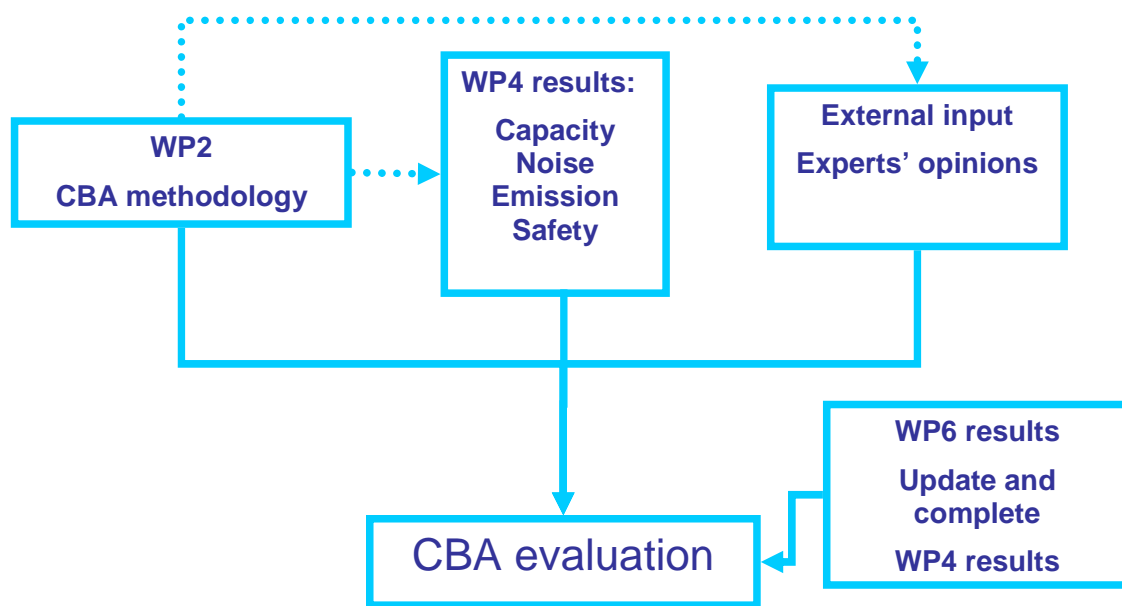 WP2
CBA methodology
WP4 results:
Capacity
Noise
Emission
Safety
External input
Experts’ opinions
WP6 results
Update and
complete
WP4 results
CBA evaluation